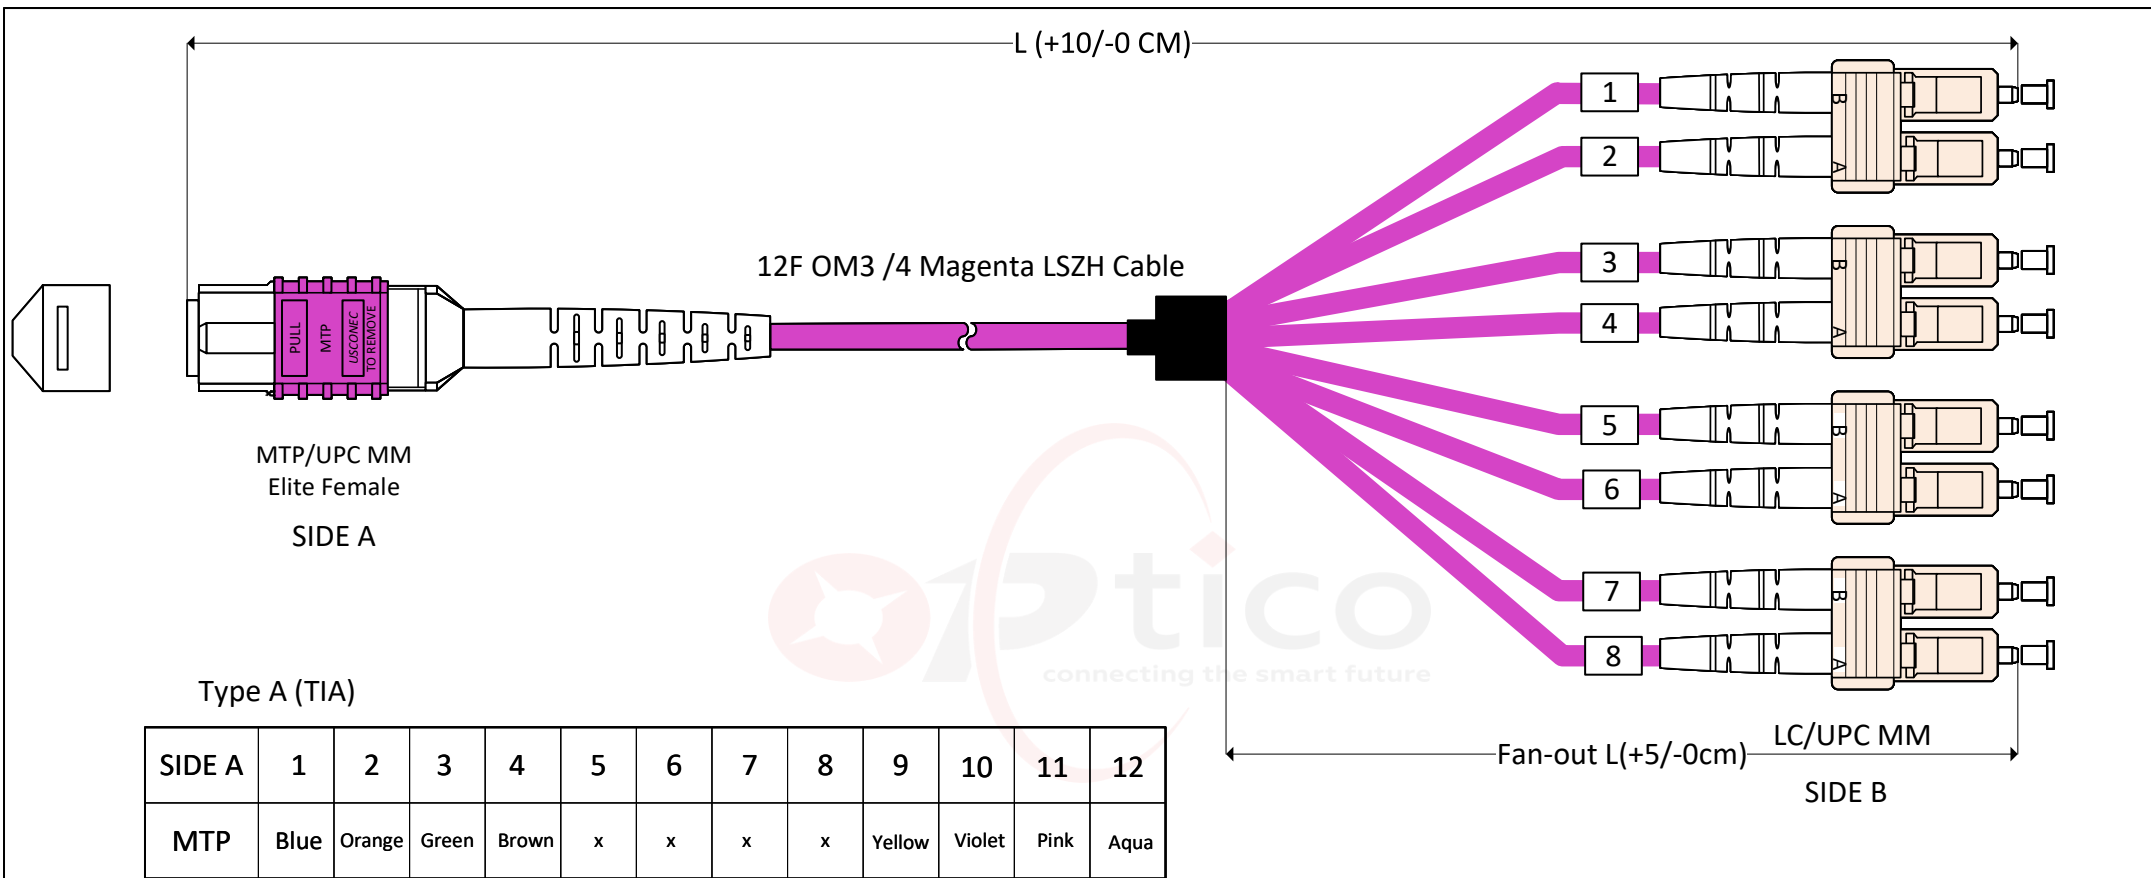 L (+10/-0 CM)
1
B
2
A
12F OM3 /4 Magenta LSZH Cable
3
B
4
A
PULL
MTP
USCONEC
TO REMOVE
5
B
6
A
MTP/UPC MM
Elite Female
SIDE A
7
B
8
A
OPtico
connecting the smart future
Type A (TIA)
Fan-out L(+5/-0cm)
LC/UPC MM
SIDE B
SIDE A 1 2 3 4 5 6 7 8 9 10 11 12
MTP Blue Orange Green Brown x x x x Yellow Violet Pink Aqua